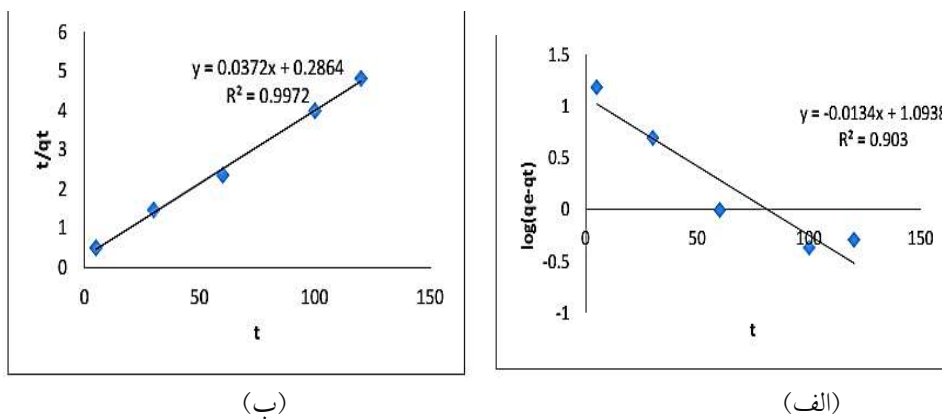 6
5
4
3
2
1
0
0
50
100
150
t/qt
t
y = 0.0372x + 0.2864
R² = 0.9972
(ب)
1.5
1
0.5
0
-0.5
-1
0
50
100
150
log(qe-qt)
t
y = -0.0134x + 1.0938
R² = 0.903
(الف)